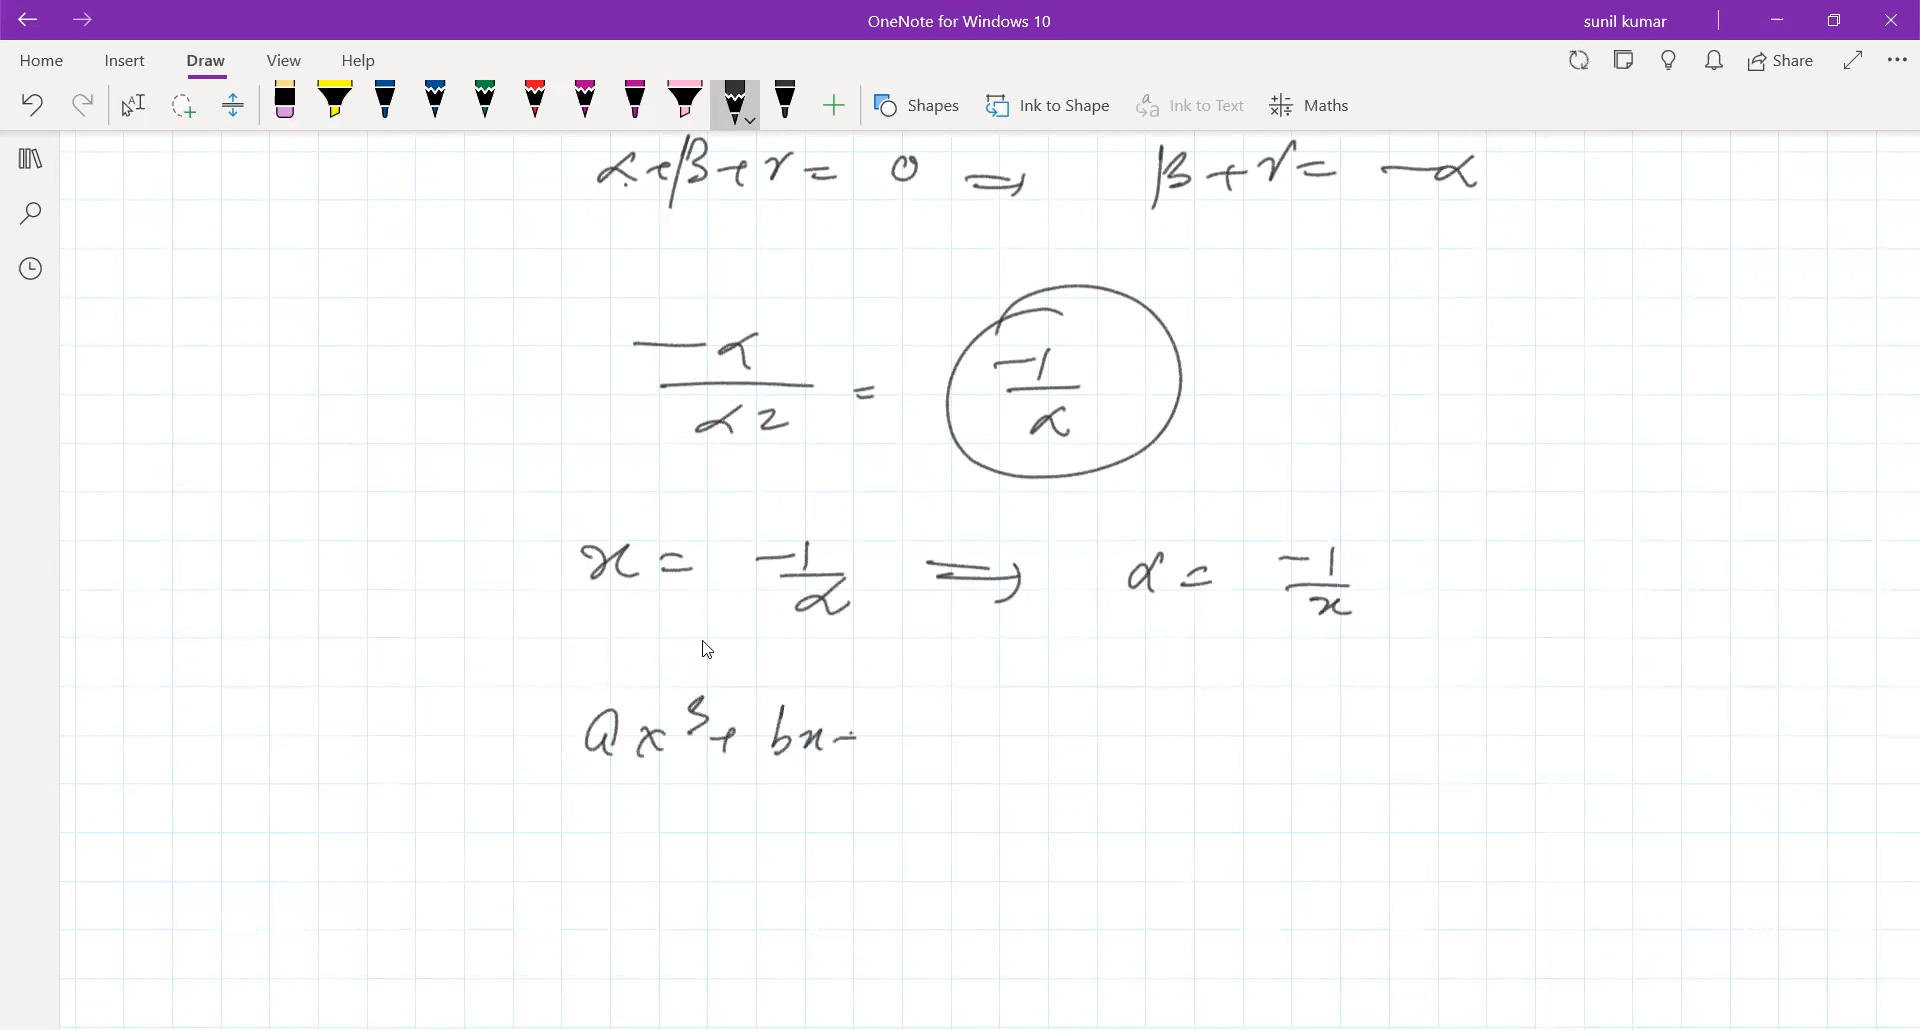 OneNote for Windows 10
sunil kumar
Home Insert Draw View Help
Share
Shapes Ink to Shape Ink to Text Maths
α+β+γ= 0 ⇒ β+γ= -α
-α/α2 = -1/α
x = -1/α ⇒ α = -1/x
ax³+ bx-